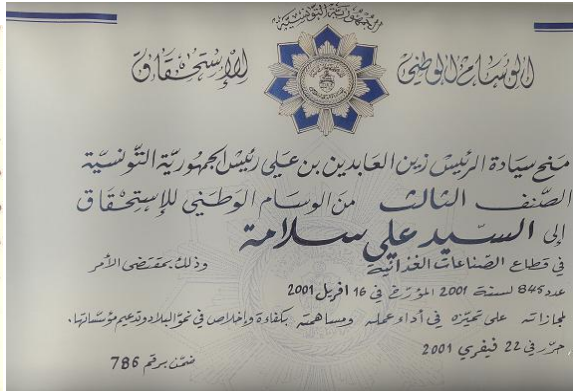 الجمهورية التونسية
الوسام الوطني للإستحقاق
منح سيادة الرئيس زين العابدين بن علي رئيس الجمهورية التونسية
الصنف الثالث من الوسام الوطني للإستحقاق
إلى السيد علي سلامة
في قطاع الصناعات الغذائية وذلك بمقتضى الأمر
عدد 845 لسنة 2001 المؤرخ في 16 افريل 2001
لمجازاته على تميزه في أداء عمله ومساهمته بكفاءة وإخلاص في نمو البلاد وتدعيم مؤسساتها.
حرر في 22 فيفري 2001
ضمن برقم 786